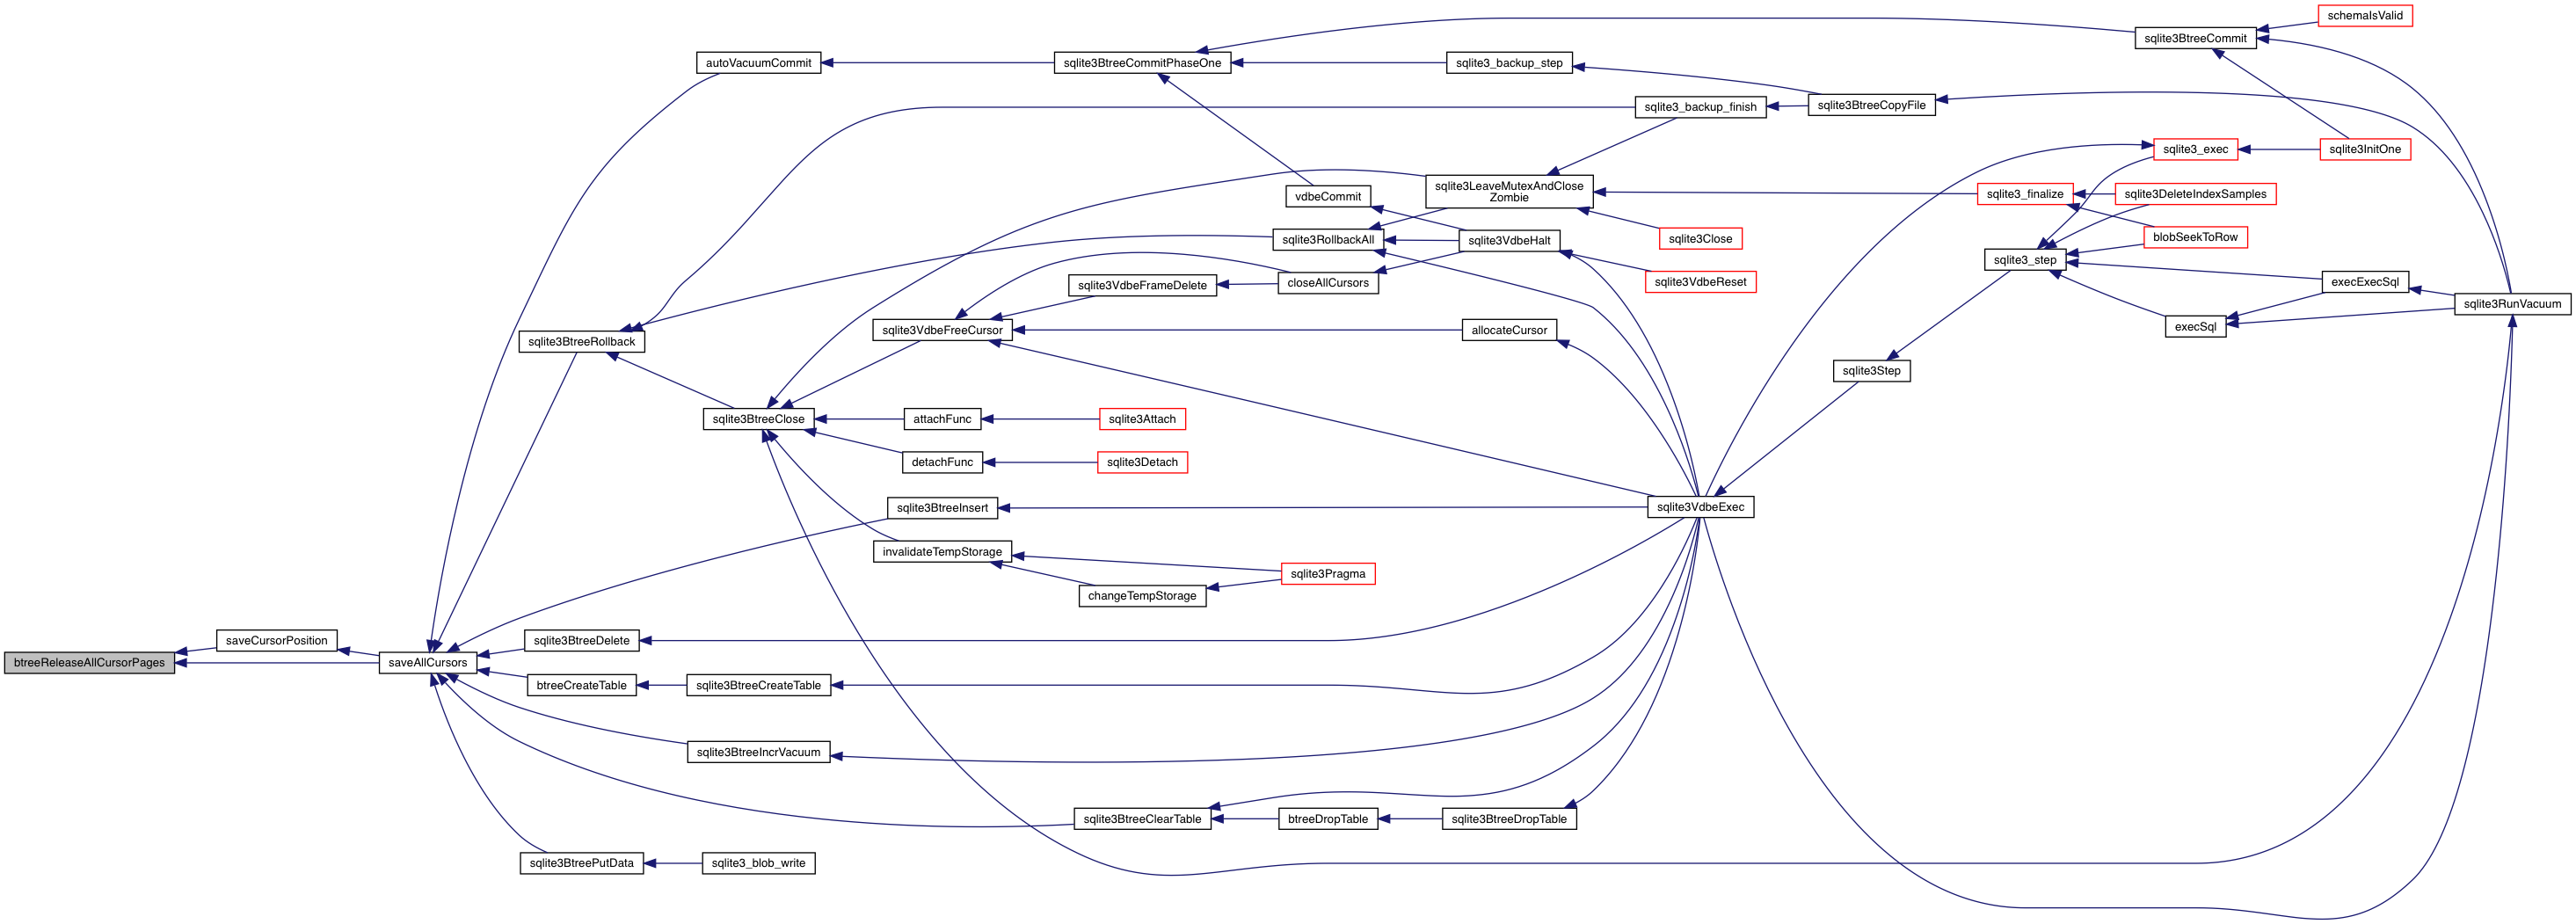 schemaIsValid
sqlite3BtreeCommit
autoVacuumCommit
sqlite3BtreeCommitPhaseOne
sqlite3_backup_step
sqlite3_backup_finish
sqlite3BtreeCopyFile
sqlite3_exec
sqlite3InitOne
sqlite3LeaveMutexAndClose
Zombie
vdbeCommit
sqlite3_finalize
sqlite3DeleteIndexSamples
sqlite3RollbackAll
sqlite3VdbeHalt
sqlite3Close
blobSeekToRow
sqlite3_step
sqlite3VdbeFrameDelete
closeAllCursors
sqlite3VdbeReset
execExecSql
sqlite3RunVacuum
sqlite3BtreeRollback
sqlite3VdbeFreeCursor
allocateCursor
execSql
sqlite3Step
sqlite3BtreeClose
attachFunc
sqlite3Attach
detachFunc
sqlite3Detach
sqlite3BtreeInsert
sqlite3VdbeExec
invalidateTempStorage
sqlite3Pragma
changeTempStorage
saveCursorPosition
sqlite3BtreeDelete
btreeReleaseAllCursorPages
saveAllCursors
btreeCreateTable
sqlite3BtreeCreateTable
sqlite3BtreeIncrVacuum
sqlite3BtreeClearTable
btreeDropTable
sqlite3BtreeDropTable
sqlite3BtreePutData
sqlite3_blob_write